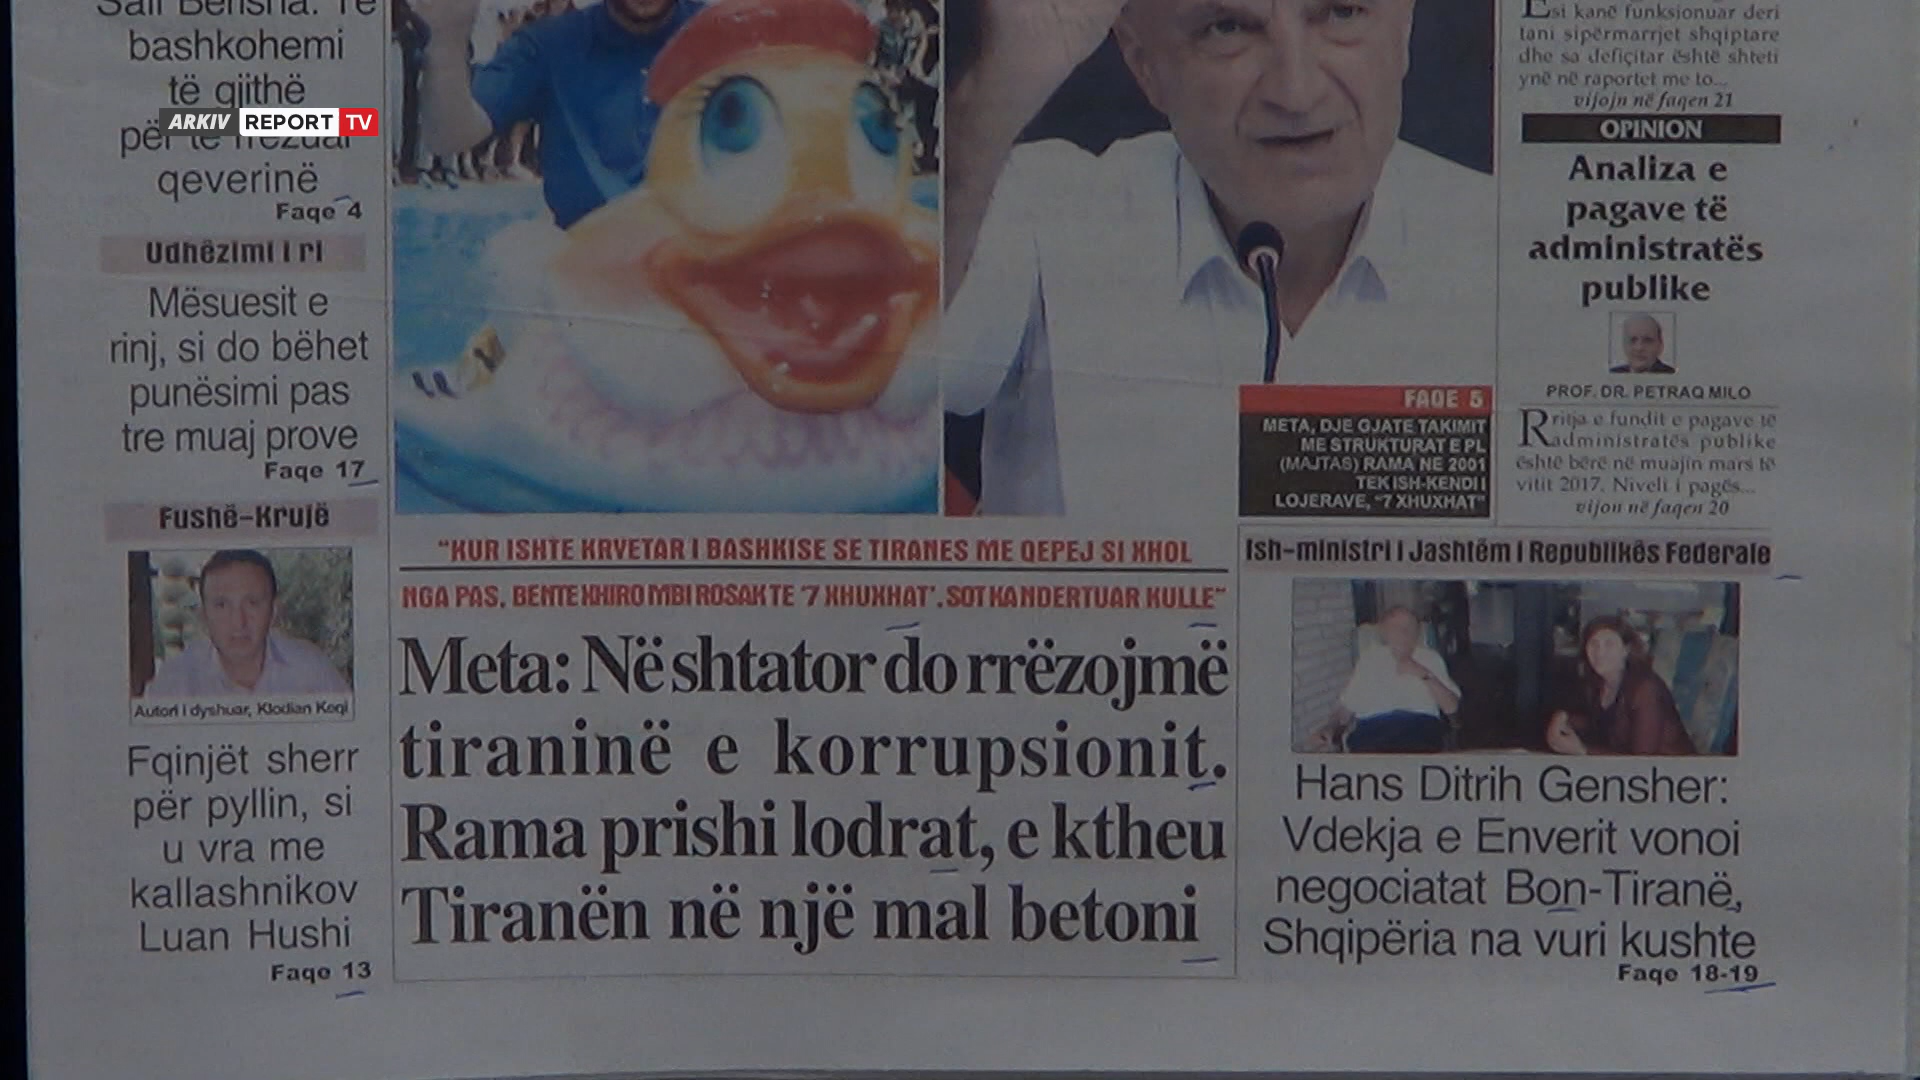 Sali Berisha: Të
bashkohemi
të gjithë
për të rrëzuar
qeverinë
Faqe 4
ARKIV REPORT TV
Udhëzimi i ri
Mësuesit e
rinj, si do bëhet
punësimi pas
tre muaj prove
Faqe 17
Fushë-Krujë
Autori i dyshuar, Klodian Koqi
Fqinjët sherr
për pyllin, si
u vra me
kallashnikov
Luan Hushi
Faqe 13
FAQE 5
META, DJE GJATE TAKIMIT
ME STRUKTURAT E PL
(MAJTAS) RAMA NE 2001
TEK ISH-KENDI I
LOJERAVE, "7 XHUXHAT"
"KUR ISHTE KRYETAR I BASHKISE SE TIRANES ME QEPEJ SI XHOL
NGA PAS, BENTE XHIRO MBI ROSAK TE '7 XHUXHAT', SOT KA NDERTUAR KULLE"
Meta: Në shtator do rrëzojmë
tiraninë e korrupsionit.
Rama prishi lodrat, e ktheu
Tiranën në një mal betoni
Esi kanë funksionuar deri
tani sipërmarrjet shqiptare
dhe sa defiçitar është shteti
ynë në raportet me to...
vijojn në faqen 21
OPINION
Analiza e
pagave të
administratës
publike
PROF. DR. PETRAQ MILO
Rritja e fundit e pagave të
administratës publike
është bërë në muajin mars të
vitit 2017. Niveli i pagës...
vijon në faqen 20
Ish-ministri i Jashtëm i Republikës Federale
Hans Ditrih Gensher:
Vdekja e Enverit vonoi
negociatat Bon-Tiranë,
Shqipëria na vuri kushte
Faqe 18-19